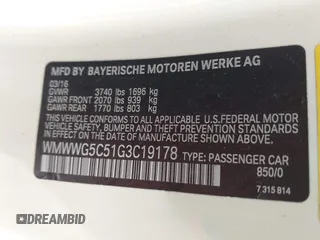 MFD BY BAYERISCHE MOTOREN WERKE AG
03/16
GVWR 3740 lbs 1696 kg
GAWR FRONT 2070 lbs 939 kg
GAWR REAR 1770 lbs 803 kg
THIS VEHICLE CONFORMS TO ALL APPLICABLE
U.S. FEDERAL MOTOR VEHICLE SAFETY, BUMPER,
AND THEFT PREVENTION STANDARDS IN EFFECT
ON THE DATE OF MANUFACTURE SHOWN ABOVE.
WMWWG5C51G3C19178 TYPE: PASSENGER CAR
850/0
7 315 814
DREAMBID